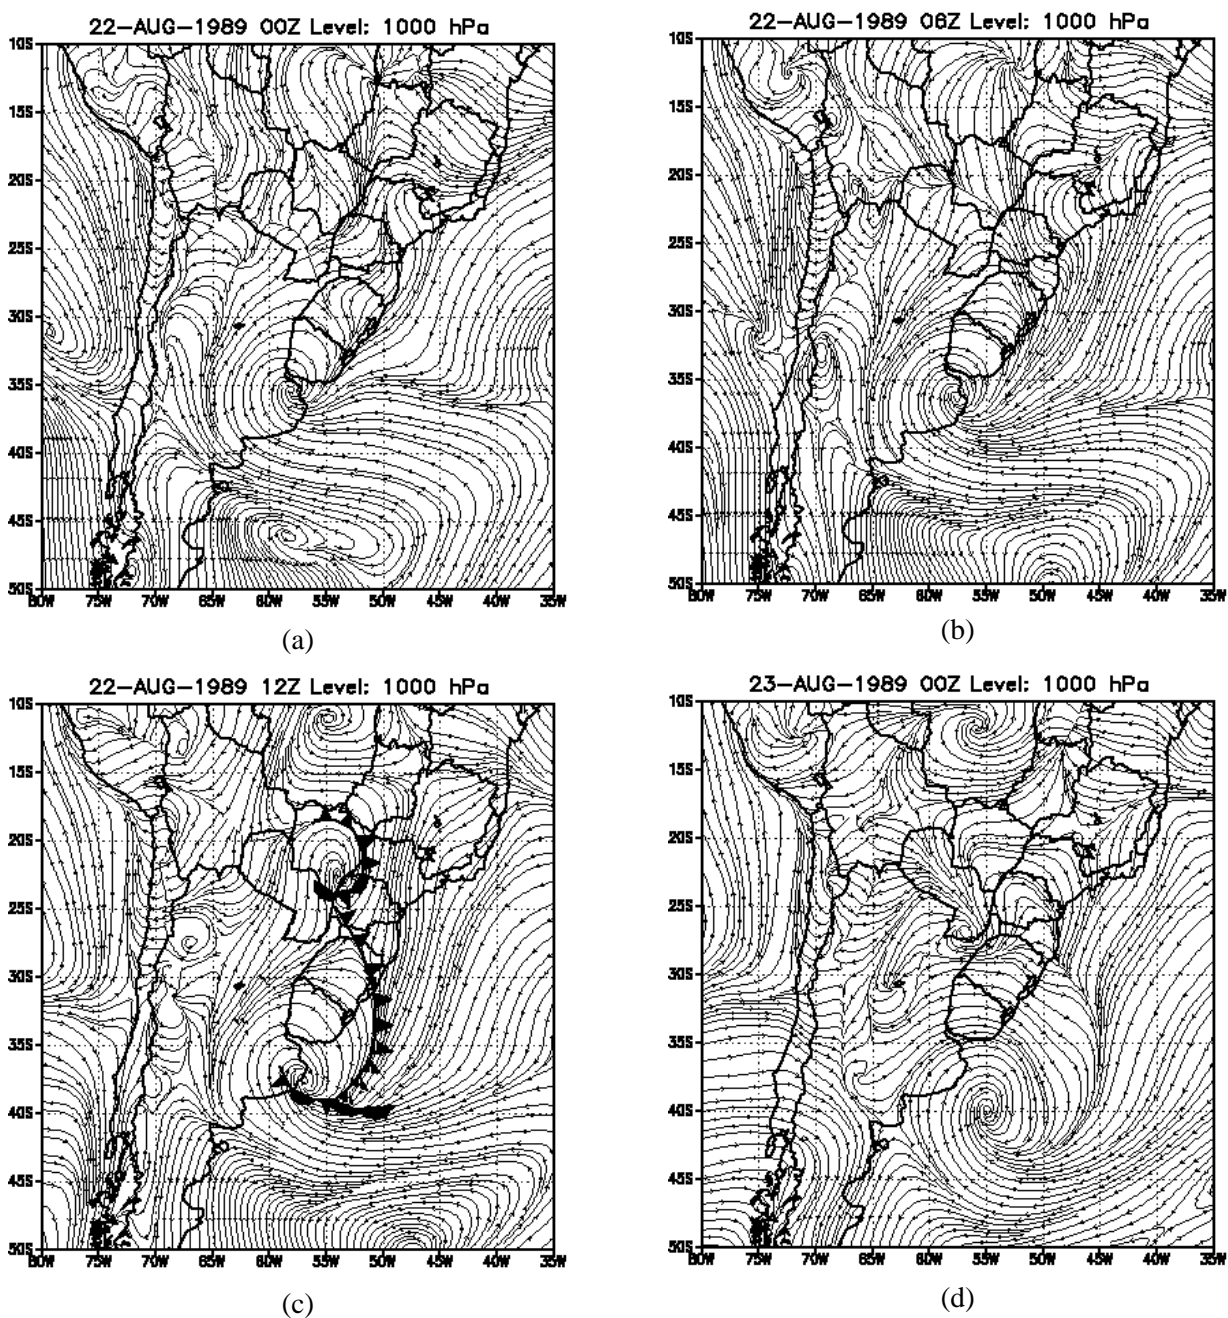 22-AUG-1989 00Z Level: 1000 hPa
10S
15S
20S
25S
30S
35S
40S
45S
50S
80W 75W 70W 65W 60W 55W 50W 45W 40W 35W
(a)
22-AUG-1989 06Z Level: 1000 hPa
10S
15S
20S
25S
30S
35S
40S
45S
50S
80W 75W 70W 65W 60W 55W 50W 45W 40W 35W
(b)
22-AUG-1989 12Z Level: 1000 hPa
10S
15S
20S
25S
30S
35S
40S
45S
50S
80W 75W 70W 65W 60W 55W 50W 45W 40W 35W
(c)
23-AUG-1989 00Z Level: 1000 hPa
10S
15S
20S
25S
30S
35S
40S
45S
50S
80W 75W 70W 65W 60W 55W 50W 45W 40W 35W
(d)